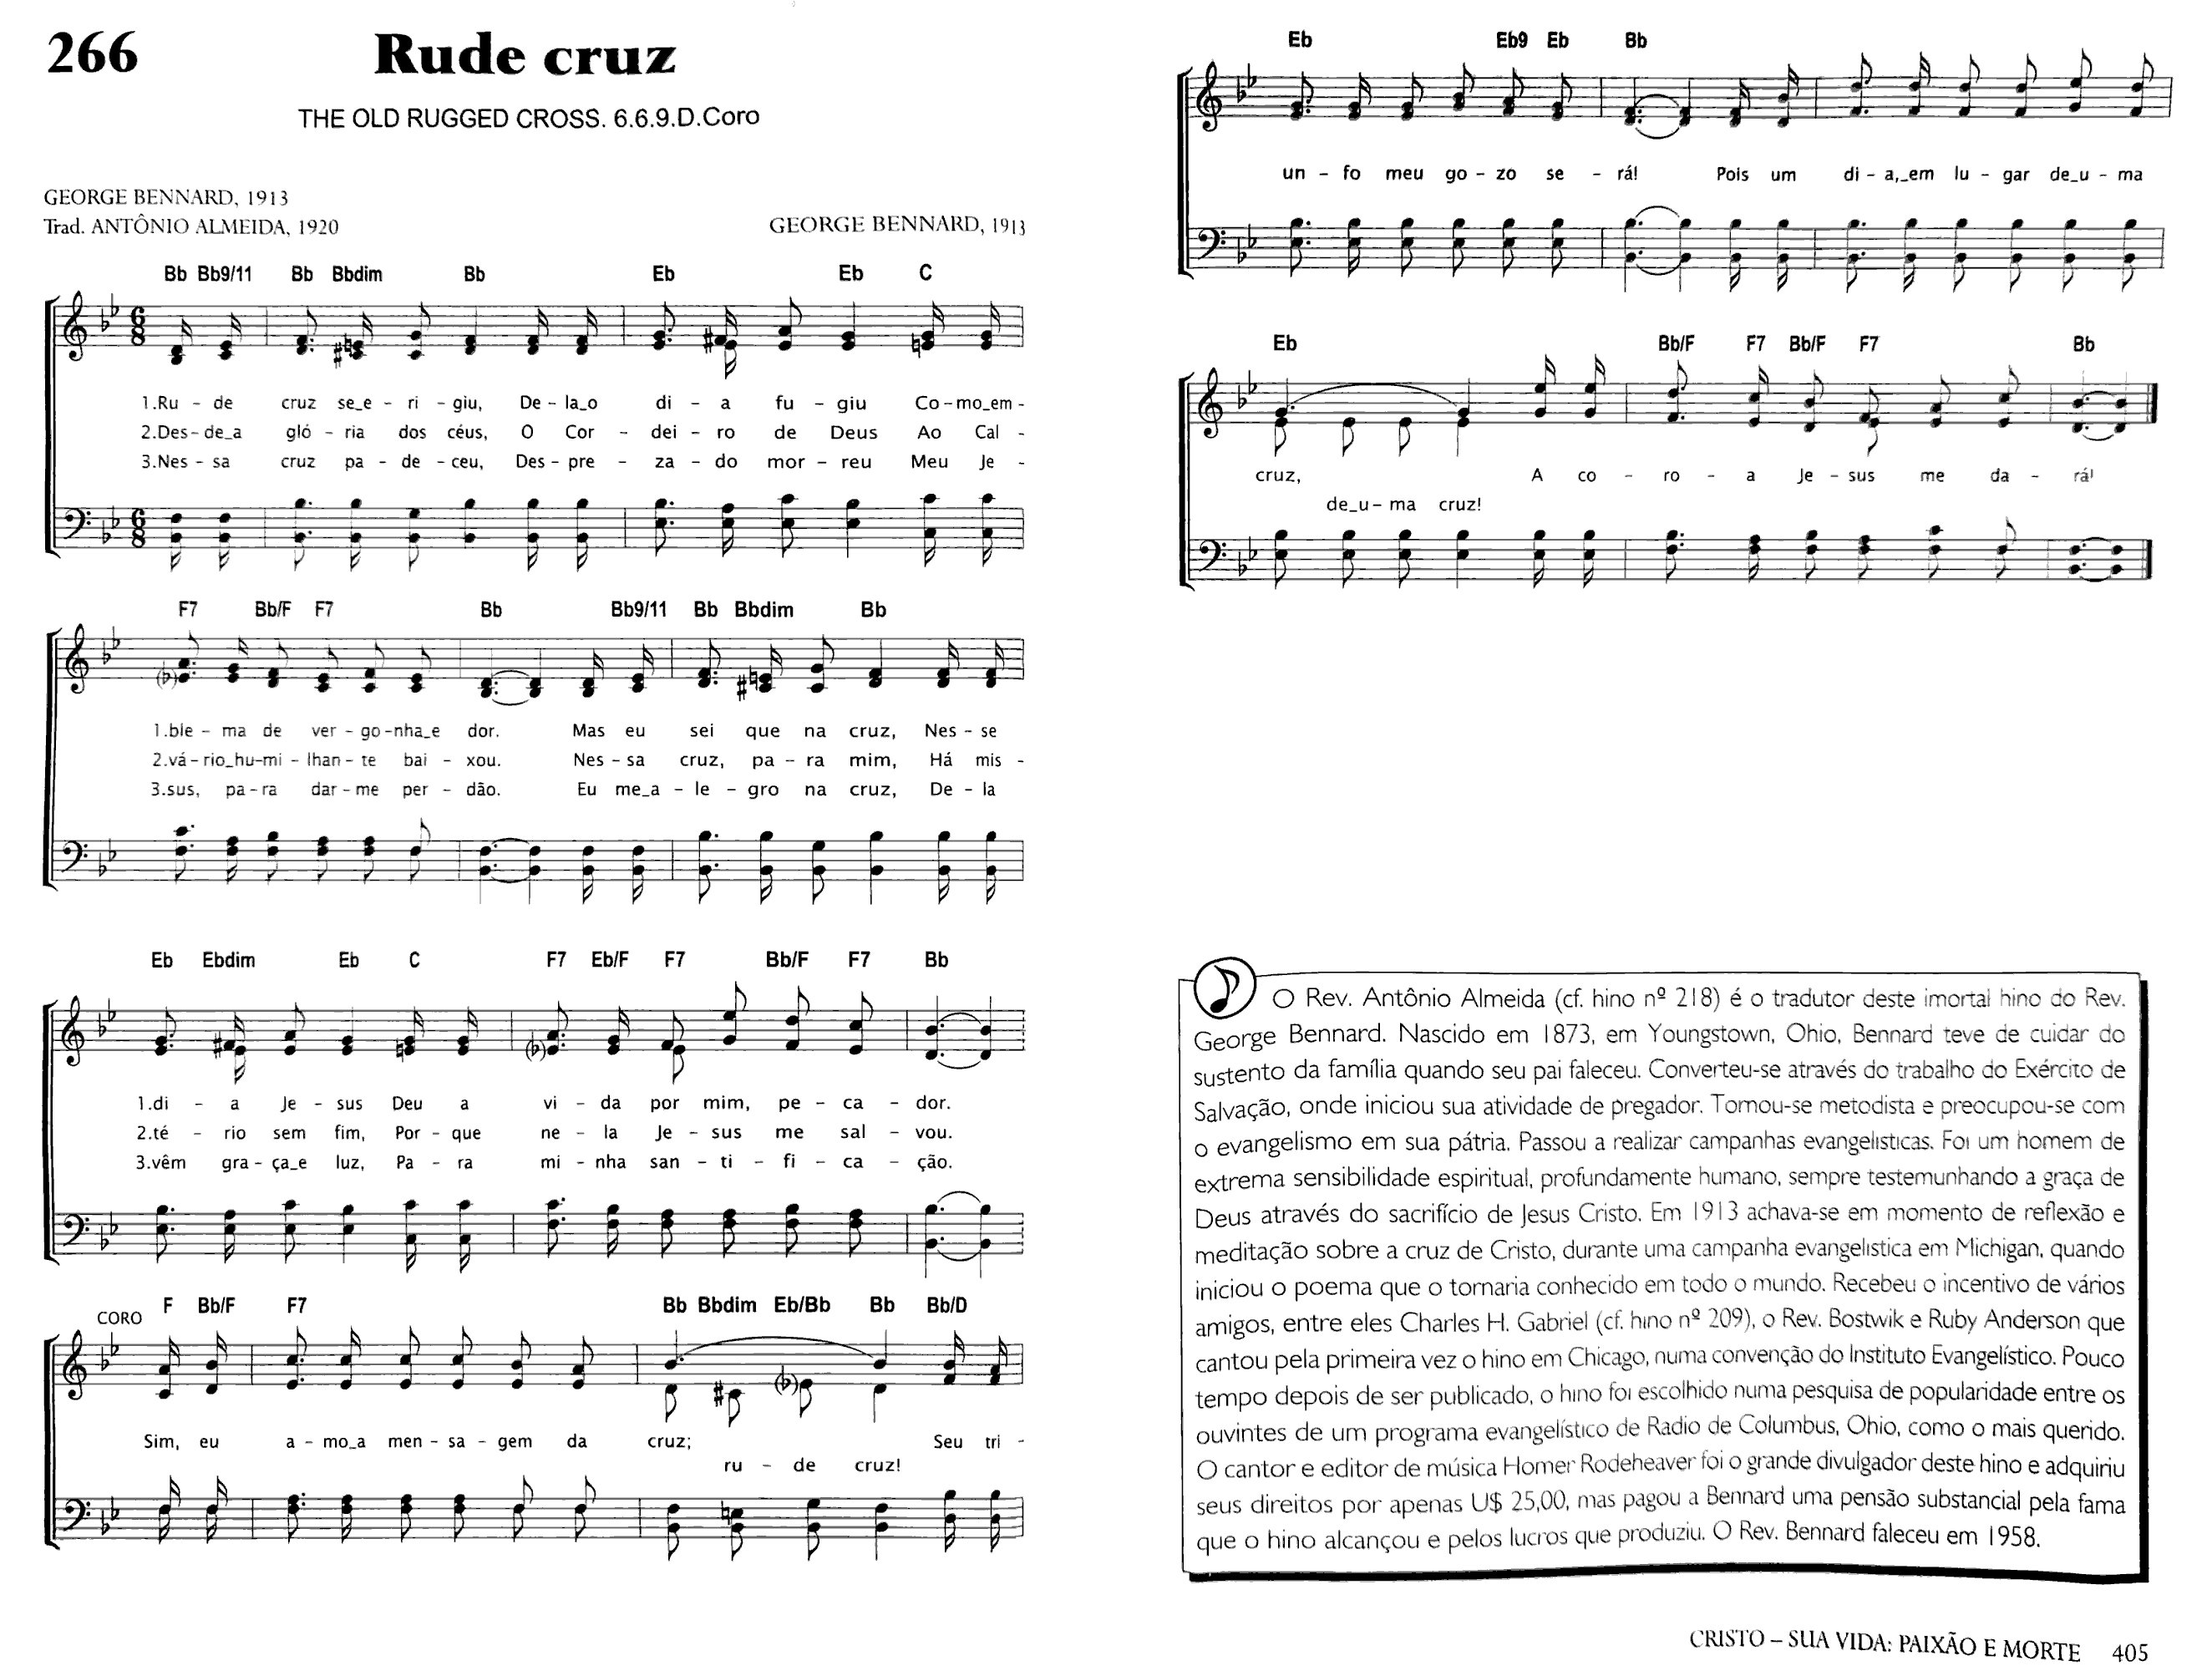 266
Rude cruz
THE OLD RUGGED CROSS. 6.6.9.D.Coro
GEORGE BENNARD, 1913
Trad. ANTÔNIO ALMEIDA, 1920
GEORGE BENNARD, 1913
Bb Bb9/11 Bb Bbdim Bb Eb Eb C
6 8
1.Ru - de cruz se_e - ri - giu, De - la_o di - a fu - giu Co - mo_em -
2.Des - de_a gló - ria dos céus, O Cor - dei - ro de Deus Ao Cal -
3.Nes - sa cruz pa - de - ceu, Des - pre - za - do mor - reu Meu Je -
6 8
F7 Bb/F F7 Bb Bb9/11 Bb Bbdim Bb
1.ble - ma de ver - go - nha_e dor. Mas eu sei que na cruz, Nes - se
2.vá - rio_hu - mi - lhan - te bai - xou. Nes - sa cruz, pa - ra mim, Há mis -
3.sus, pa - ra dar - me per - dão. Eu me_a - le - gro na cruz, De - la
Eb Ebdim Eb C F7 Eb/F F7 Bb/F F7 Bb
1.di - a Je - sus Deu a vi - da por mim, pe - ca - dor.
2.té - rio sem fim, Por - que ne - la Je - sus me sal - vou.
3.vêm gra - ça_e luz, Pa - ra mi - nha san - ti - fi - ca - ção.
CORO F Bb/F F7 Bb Bbdim Eb/Bb Bb Bb/D
Sim, eu a - mo_a men - sa - gem da cruz; Seu tri -
ru - de cruz!
Eb Eb9 Eb Bb
un - fo meu go - zo se - rá! Pois um di - a,_em lu - gar de_u - ma
Eb Bb/F F7 Bb/F F7 Bb
cruz, A co - ro - a Je - sus me da - rá!
de_u - ma cruz!
O Rev. Antônio Almeida (cf. hino nº 218) é o tradutor deste imortal hino do Rev.
George Bennard. Nascido em 1873, em Youngstown, Ohio, Bennard teve de cuidar do
sustento da família quando seu pai faleceu. Converteu-se através do trabalho do Exército de
Salvação, onde iniciou sua atividade de pregador. Tornou-se metodista e preocupou-se com
o evangelismo em sua pátria. Passou a realizar campanhas evangelísticas. Foi um homem de
extrema sensibilidade espiritual, profundamente humano, sempre testemunhando a graça de
Deus através do sacrifício de Jesus Cristo. Em 1913 achava-se em momento de reflexão e
meditação sobre a cruz de Cristo, durante uma campanha evangelística em Michigan, quando
iniciou o poema que o tornaria conhecido em todo o mundo. Recebeu o incentivo de vários
amigos, entre eles Charles H. Gabriel (cf. hino nº 209), o Rev. Bostwik e Ruby Anderson que
cantou pela primeira vez o hino em Chicago, numa convenção do Instituto Evangelístico. Pouco
tempo depois de ser publicado, o hino foi escolhido numa pesquisa de popularidade entre os
ouvintes de um programa evangelístico de Radio de Columbus, Ohio, como o mais querido.
O cantor e editor de música Homer Rodeheaver foi o grande divulgador deste hino e adquiriu
seus direitos por apenas U$ 25,00, mas pagou a Bennard uma pensão substancial pela fama
que o hino alcançou e pelos lucros que produziu. O Rev. Bennard faleceu em 1958.
CRISTO – SUA VIDA: PAIXÃO E MORTE 405